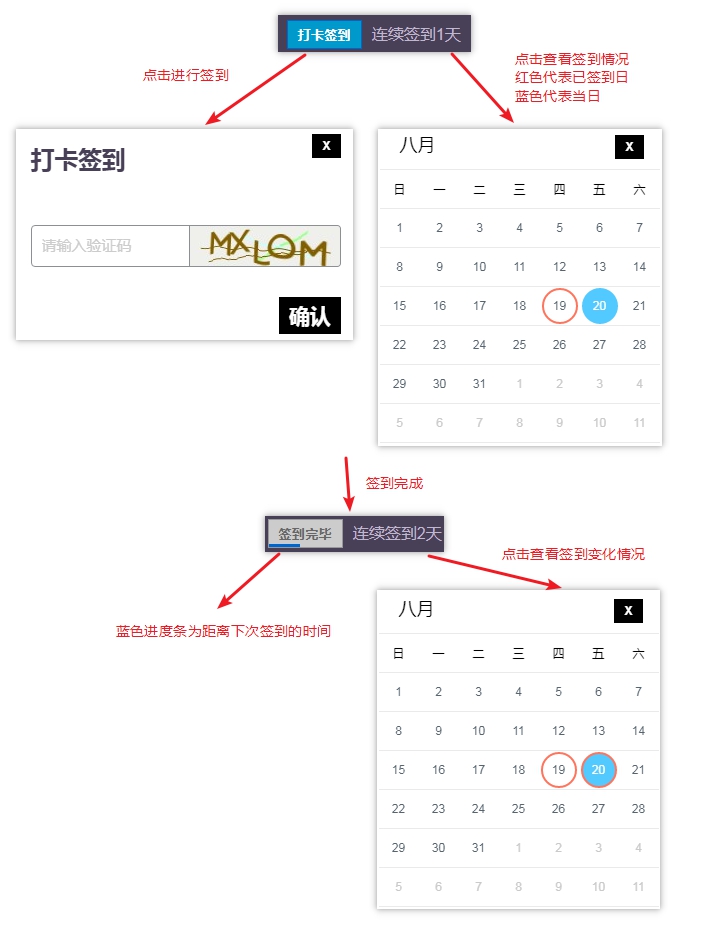 打卡签到 连续签到1天
点击进行签到
点击查看签到情况
红色代表已签到日
蓝色代表当日
打卡签到 X
请输入验证码 MXLOM
确认
八月 X
日 一 二 三 四 五 六
1 2 3 4 5 6 7
8 9 10 11 12 13 14
15 16 17 18 19 20 21
22 23 24 25 26 27 28
29 30 31 1 2 3 4
5 6 7 8 9 10 11
签到完成
签到完毕 连续签到2天
点击查看签到变化情况
蓝色进度条为距离下次签到的时间
八月 X
日 一 二 三 四 五 六
1 2 3 4 5 6 7
8 9 10 11 12 13 14
15 16 17 18 19 20 21
22 23 24 25 26 27 28
29 30 31 1 2 3 4
5 6 7 8 9 10 11